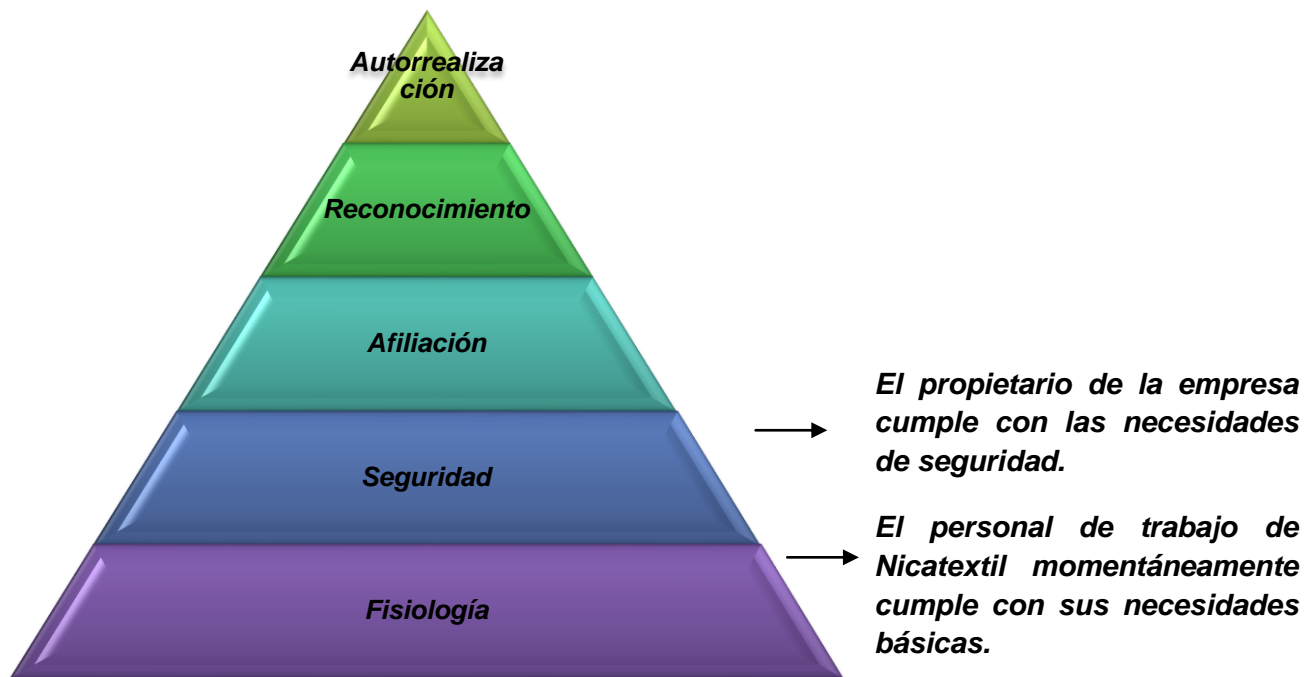 Autorrealiza
ción
Reconocimiento
Afiliación
El propietario de la empresa
cumple con las necesidades
de seguridad.
Seguridad
El personal de trabajo de
Nicatextil momentáneamente
cumple con sus necesidades
básicas.
Fisiología